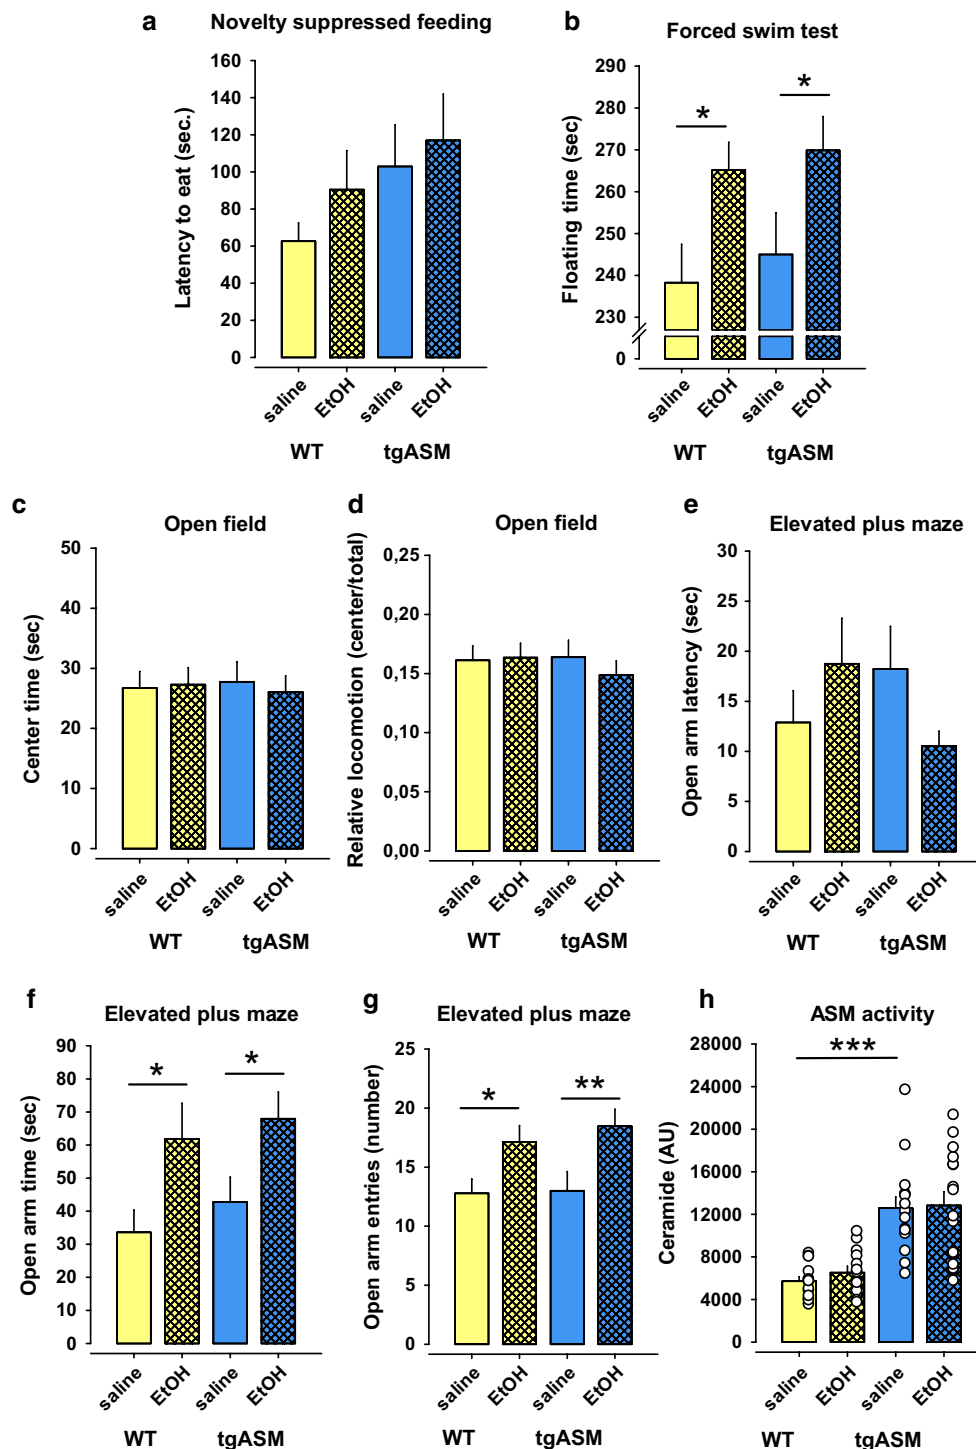 a Novelty suppressed feeding
Latency to eat (sec.)
160
140
120
100
80
60
40
20
0
saline EtOH saline EtOH
WT tgASM
b Forced swim test
Floating time (sec)
290
280
270
260
250
240
230
0
* *
saline EtOH saline EtOH
WT tgASM
c Open field
Center time (sec)
50
40
30
20
10
0
saline EtOH saline EtOH
WT tgASM
d Open field
Relative locomotion (center/total)
0,25
0,20
0,15
0,10
0,05
0,00
saline EtOH saline EtOH
WT tgASM
e Elevated plus maze
Open arm latency (sec)
30
25
20
15
10
5
0
saline EtOH saline EtOH
WT tgASM
f Elevated plus maze
Open arm time (sec)
90
80
70
60
50
40
30
20
10
0
* *
saline EtOH saline EtOH
WT tgASM
g Elevated plus maze
Open arm entries (number)
25
20
15
10
5
0
* **
saline EtOH saline EtOH
WT tgASM
h ASM activity
Ceramide (AU)
28000
24000
20000
16000
12000
8000
4000
0
***
saline EtOH saline EtOH
WT tgASM